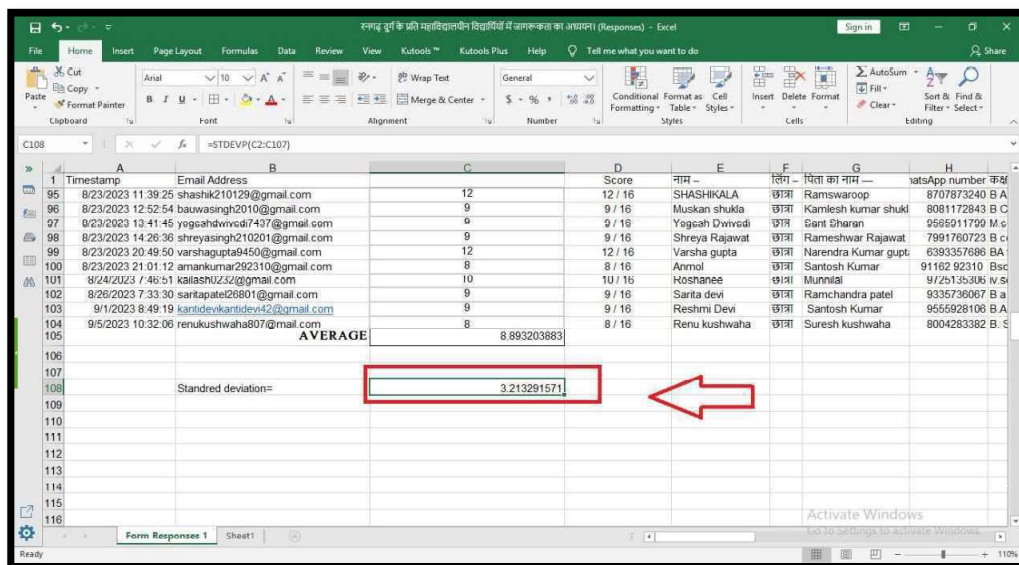 रनगढ़ दुर्ग के प्रति महाविद्यालयीन विद्यार्थियों में जागरूकता का अध्ययन। (Responses) - Excel
Sign in
File Home Insert Page Layout Formulas Data Review View Kutools ™ Kutools Plus Help Tell me what you want to do Share
Paste
Cut
Copy
Format Painter
Clipboard
Arial 10
B I U
Font
Wrap Text
Merge & Center
Alignment
General
$ - % ,
Number
Conditional Formatting
Format as Table
Cell Styles
Styles
Insert Delete Format
Cells
AutoSum
Fill
Clear
Sort & Filter
Find & Select
Editing
C108 fx =STDEVP(C2:C107)
A B C D E F G H
1 Timestamp Email Address Score नाम – लिंग – पिता का नाम — hatsApp number कक्ष
95 8/23/2023 11:39:25 shashik210129@gmail.com 12 12 / 16 SHASHIKALA छात्रा Ramswaroop 8707873240 B A
96 8/23/2023 12:52:54 bauwasingh2010@gmail.com 9 9 / 16 Muskan shukla छात्रा Kamlesh kumar shukl 8081172843 B C
97 8/23/2023 13:41:45 yogeshdwivedi7437@gmail.com 9 9 / 16 Yogesh Dwivedi छात्रा Sant Sharan 9565911799 M.s
98 8/23/2023 14:26:36 shreyasingh210201@gmail.com 9 9 / 16 Shreya Rajawat छात्रा Rameshwar Rajawat 7991760723 B co
99 8/23/2023 20:49:50 varshagupta9450@gmail.com 12 12 / 16 Varsha gupta छात्रा Narendra Kumar gupta 6393357686 BA
100 8/23/2023 21:01:12 amankumar292310@gmail.com 8 8 / 16 Anmol छात्रा Santosh Kumar 91162 92310 Bsc
101 8/24/2023 7:46:51 kailash0232@gmail.com 10 10 / 16 Roshanee छात्रा Munnilal 9725135306
102 8/26/2023 7:33:30 saritapatel26801@gmail.com 9 9 / 16 Sarita devi छात्रा Ramchandra patel 9335736067 B a
103 9/1/2023 8:49:19 kantidevikantidevi42@gmail.com 9 9 / 16 Reshmi Devi छात्रा Santosh Kumar 9555928106 B.A
104 9/5/2023 10:32:06 renukushwaha807@mail.com 8 8 / 16 Renu kushwaha छात्रा Suresh kushwaha 8004283382 B. S
105 AVERAGE 8.893203883
106
107
108 Standred deviation= 3.213291571
109
110
111
112
113
114
115
116
Activate Windows
Go to Settings to activate Windows.
Form Responses 1 Sheet1
Ready 110%